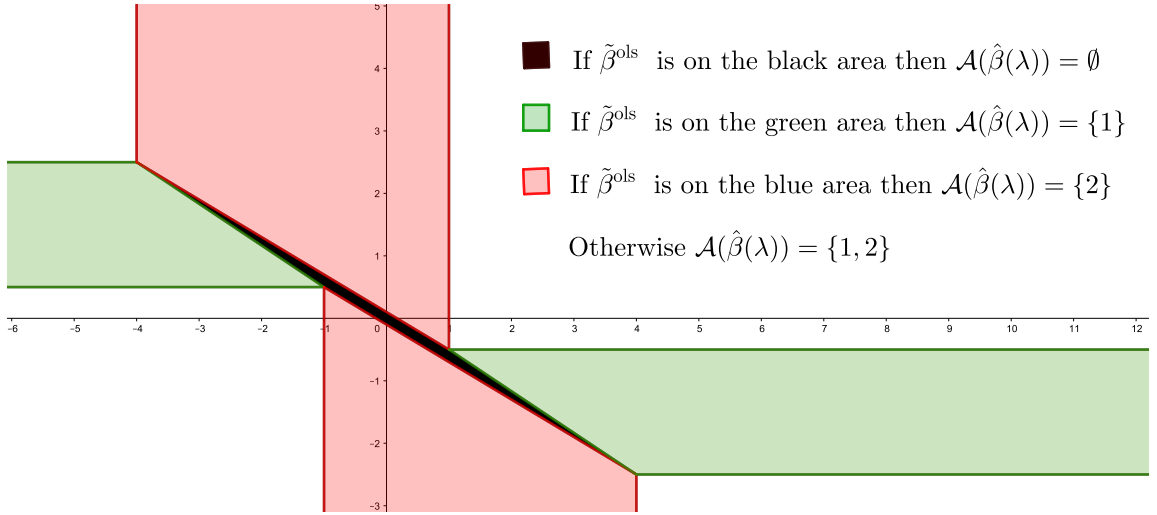 If β̃^ols is on the black area then 𝒜(β̂(λ)) = ∅
If β̃^ols is on the green area then 𝒜(β̂(λ)) = {1}
If β̃^ols is on the blue area then 𝒜(β̂(λ)) = {2}
Otherwise 𝒜(β̂(λ)) = {1, 2}
5
4
3
2
1
−6 −5 −4 −3 −2 −1 0 1 2 3 4 5 6 7 8 9 10 11 12
−1
−2
−3